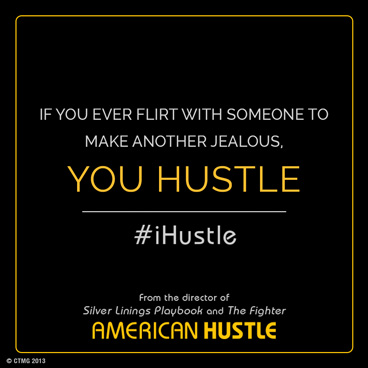 IF YOU EVER FLIRT WITH SOMEONE TO
MAKE ANOTHER JEALOUS,
YOU HUSTLE
#iHustle
From the director of
Silver Linings Playbook and The Fighter
AMERICAN HUSTLE
© CTMG 2013